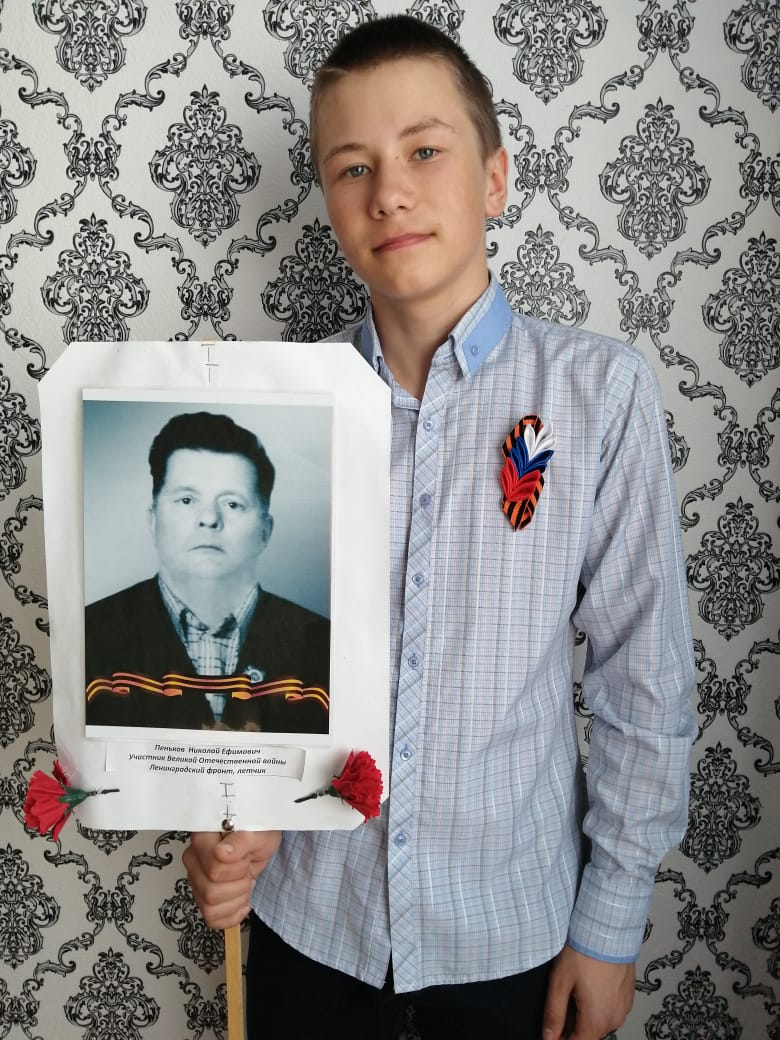 Пеньков Николай Ефимович
Участник Великой Отечественной войны
Ленинградский фронт, летчик